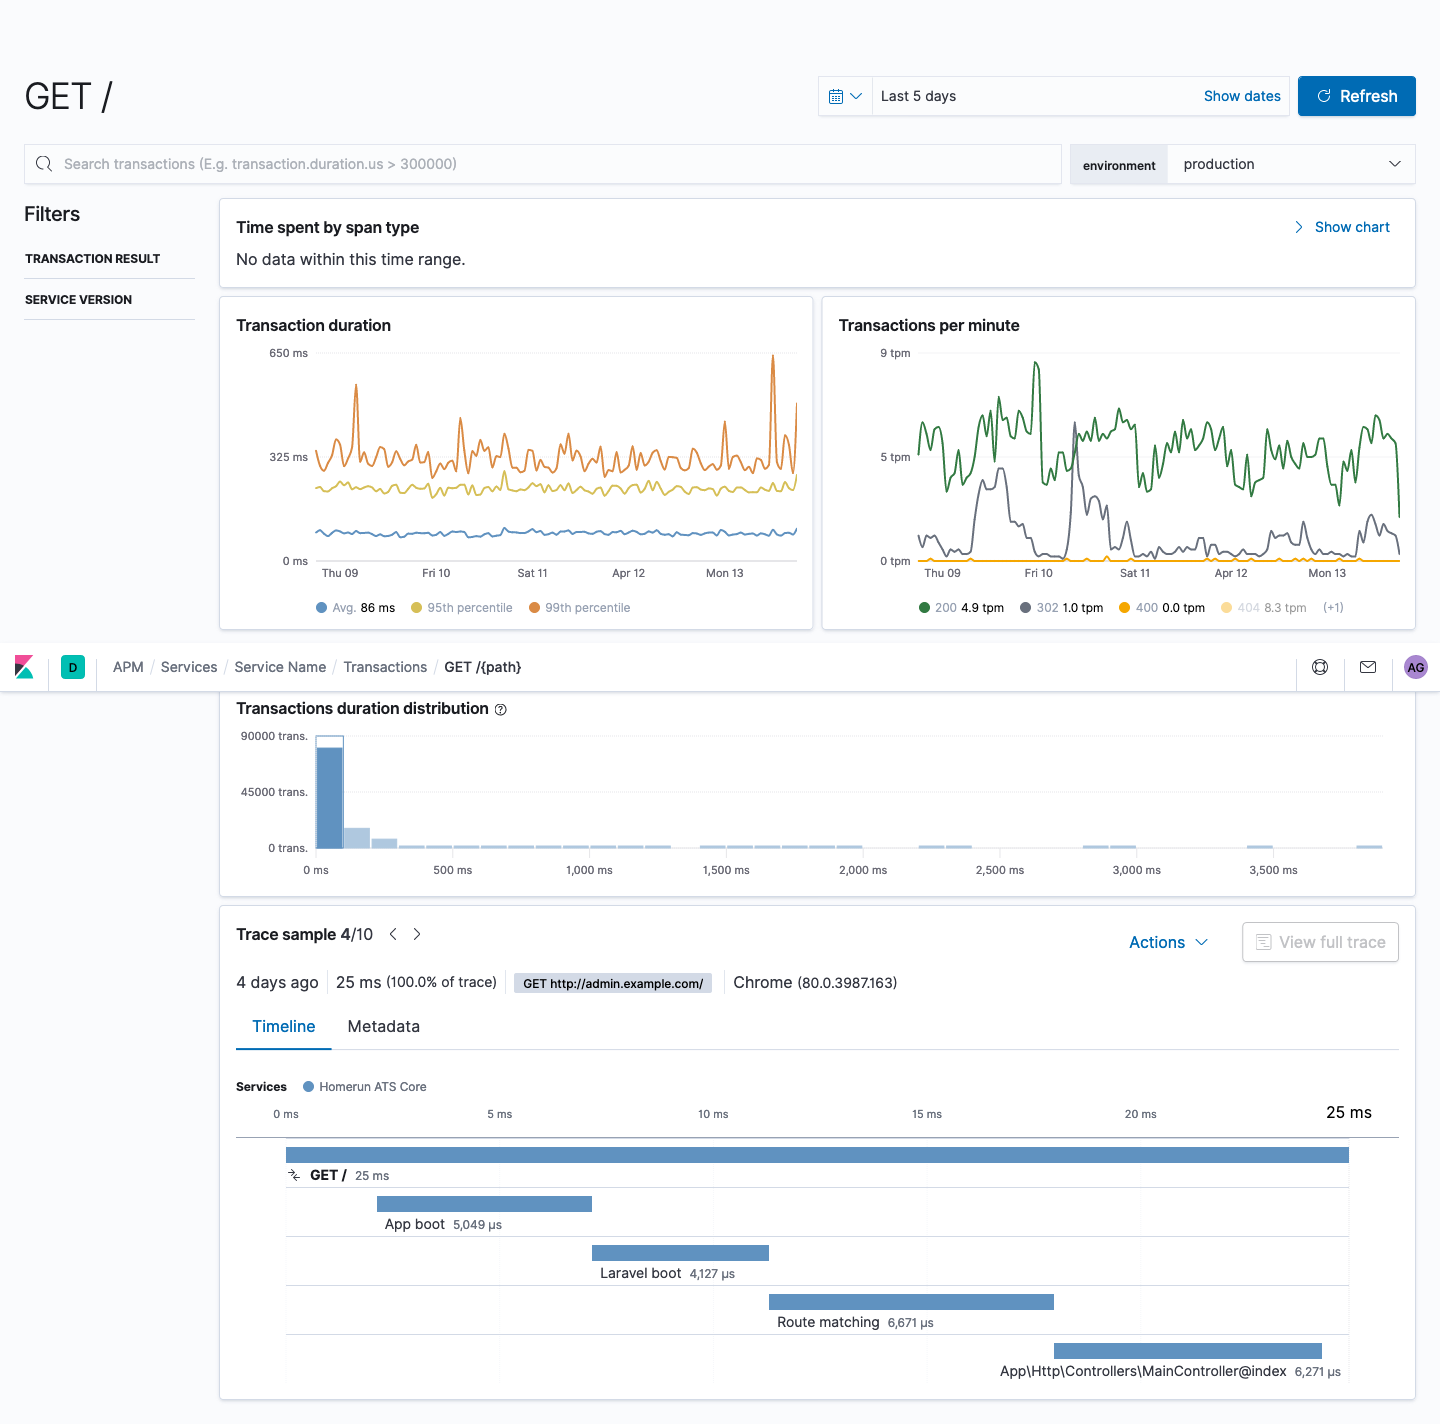 GET /
Last 5 days
Show dates
Refresh
Search transactions (E.g. transaction.duration.us > 300000)
environment
production
Filters
TRANSACTION RESULT
SERVICE VERSION
Time spent by span type
Show chart
No data within this time range.
Transaction duration
650 ms
325 ms
0 ms
Thu 09 Fri 10 Sat 11 Apr 12 Mon 13
Avg. 86 ms 95th percentile 99th percentile
Transactions per minute
9 tpm
5 tpm
0 tpm
Thu 09 Fri 10 Sat 11 Apr 12 Mon 13
200 4.9 tpm 302 1.0 tpm 400 0.0 tpm 404 8.3 tpm (+1)
D APM / Services / Service Name / Transactions / GET /{path} AG
Transactions duration distribution
90000 trans.
45000 trans.
0 trans.
0 ms 500 ms 1,000 ms 1,500 ms 2,000 ms 2,500 ms 3,000 ms 3,500 ms
Trace sample 4/10
Actions
View full trace
4 days ago 25 ms (100.0% of trace) GET http://admin.example.com/ Chrome (80.0.3987.163)
Timeline Metadata
Services Homerun ATS Core
0 ms 5 ms 10 ms 15 ms 20 ms 25 ms
GET / 25 ms
App boot 5,049 μs
Laravel boot 4,127 μs
Route matching 6,671 μs
App\Http\Controllers\MainController@index 6,271 μs